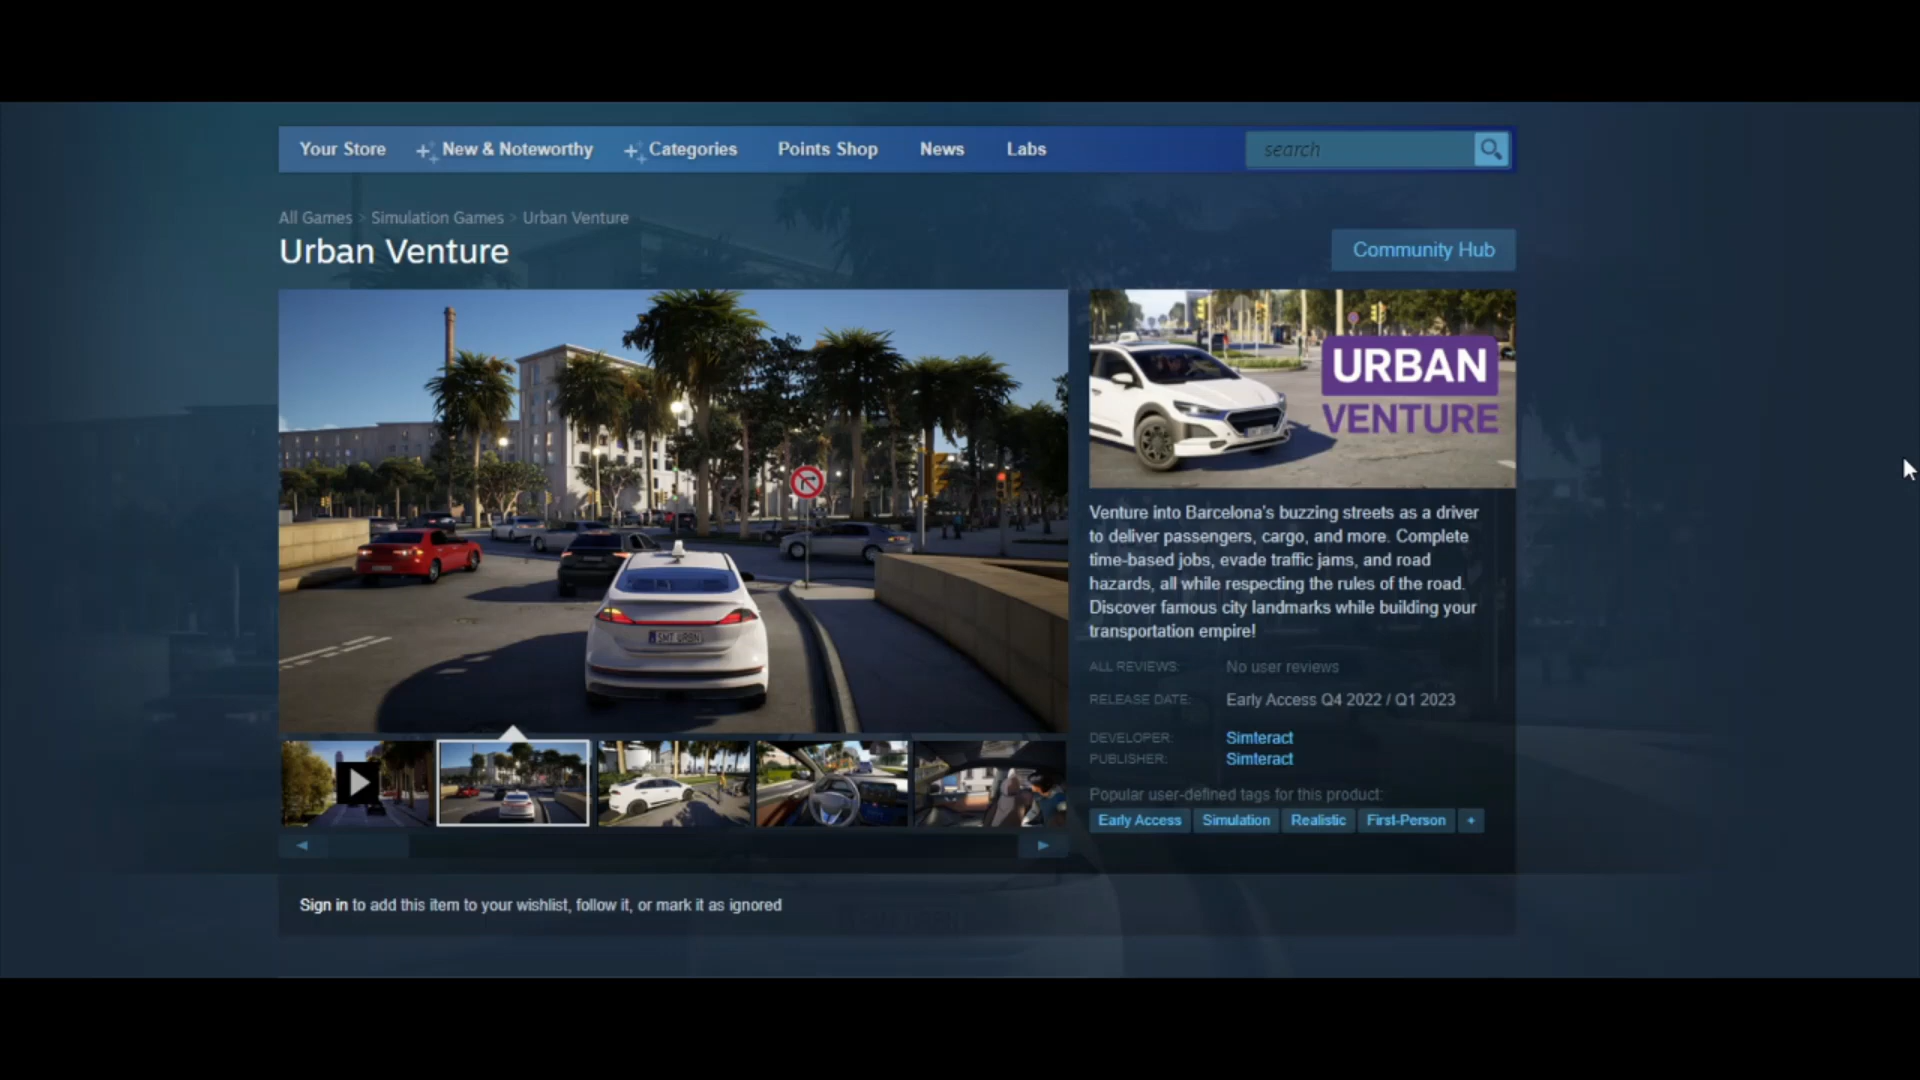 Your Store New & Noteworthy Categories Points Shop News Labs search
All Games > Simulation Games > Urban Venture
Urban Venture
Community Hub
URBAN
VENTURE
SMT URBN
Venture into Barcelona's buzzing streets as a driver
to deliver passengers, cargo, and more. Complete
time-based jobs, evade traffic jams, and road
hazards, all while respecting the rules of the road.
Discover famous city landmarks while building your
transportation empire!
ALL REVIEWS: No user reviews
RELEASE DATE: Early Access Q4 2022 / Q1 2023
DEVELOPER: Simteract
PUBLISHER: Simteract
Popular user-defined tags for this product:
Early Access Simulation Realistic First-Person +
Sign in to add this item to your wishlist, follow it, or mark it as ignored